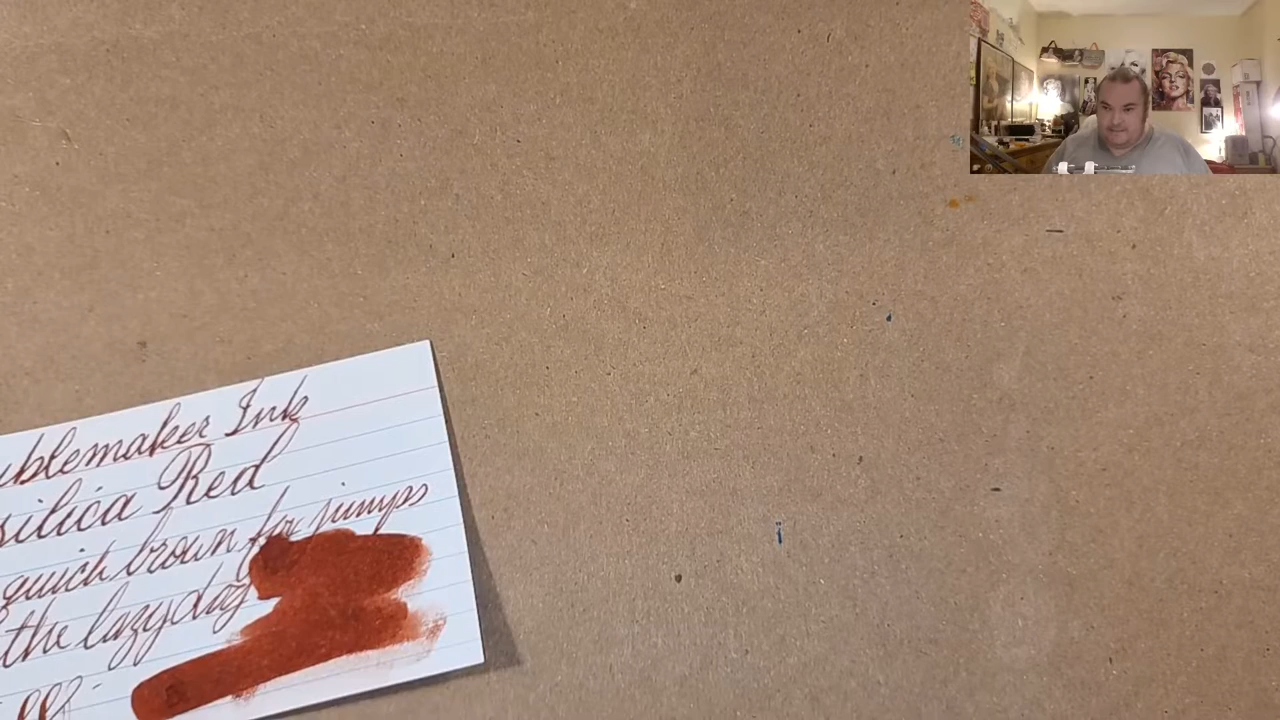 ublemaker Ink
silica Red
quick brown fox jumps
the lazy dog